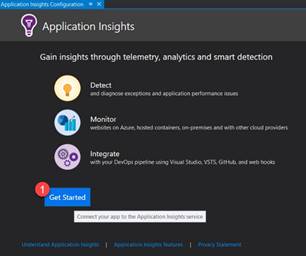 Application Insights Configuration
Application Insights
Gain insights through telemetry, analytics and smart detection
Detect
and diagnose exceptions and application performance issues
Monitor
websites on Azure, hosted containers, on-premises and with other cloud providers
Integrate
with your DevOps pipeline using Visual Studio, VSTS, GitHub, and web hooks
1
Get Started
Connect your app to the Application Insights service
Understand Application Insights | Application Insights features | Privacy Statement